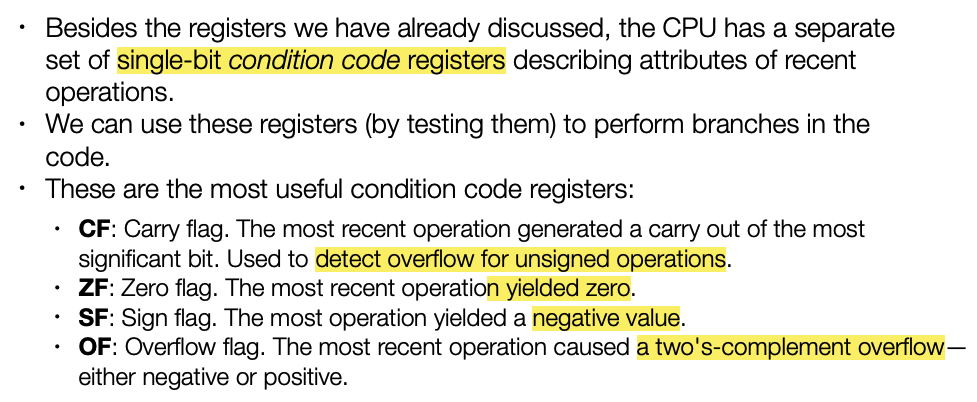 • Besides the registers we have already discussed, the CPU has a separate
set of single-bit condition code registers describing attributes of recent
operations.
• We can use these registers (by testing them) to perform branches in the
code.
• These are the most useful condition code registers:
• CF: Carry flag. The most recent operation generated a carry out of the most
significant bit. Used to detect overflow for unsigned operations.
• ZF: Zero flag. The most recent operation yielded zero.
• SF: Sign flag. The most operation yielded a negative value.
• OF: Overflow flag. The most recent operation caused a two's-complement overflow—
either negative or positive.